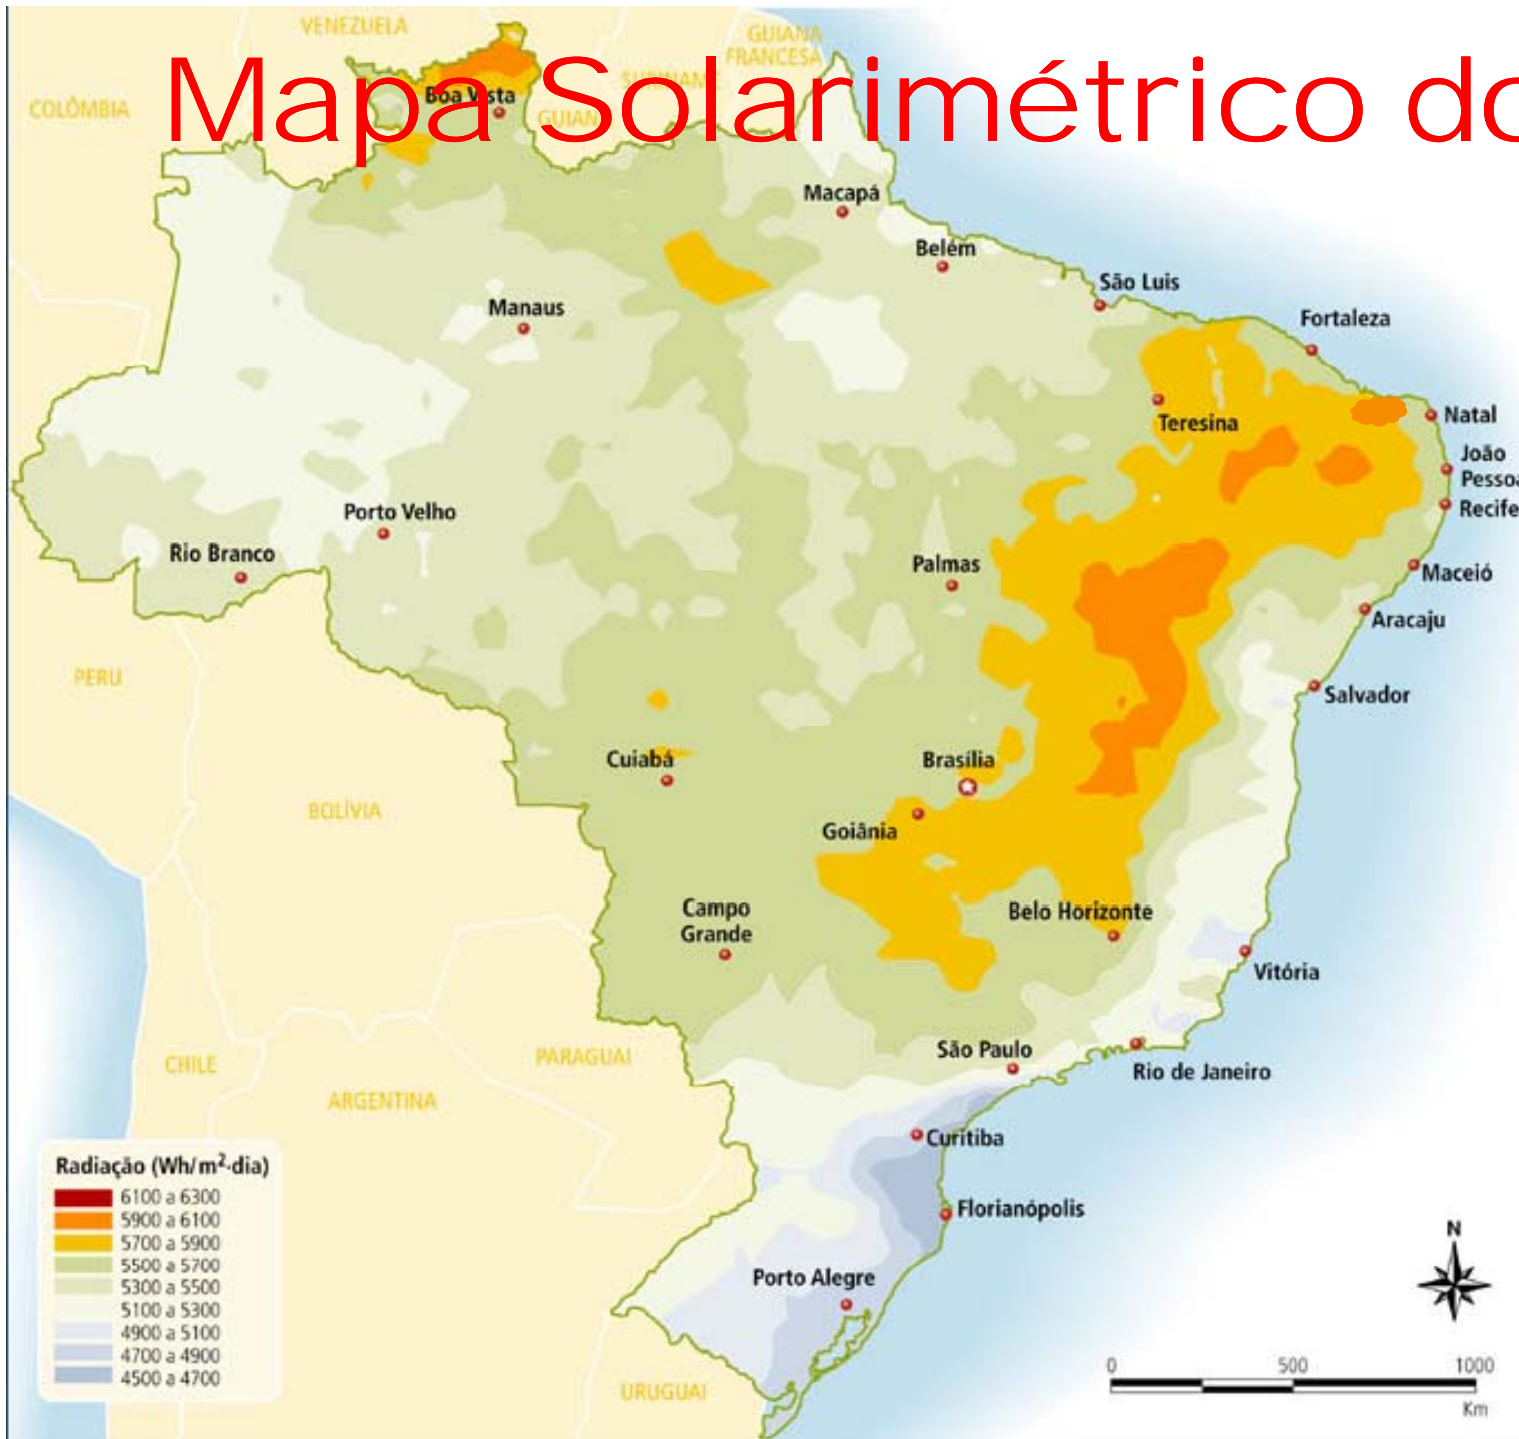 VENEZUELA
GUIANA
FRANCESA
SURINAME
COLÔMBIA
Mapa Solarimétrico do
Boa Vista
GUIAN
Macapá
Belém
São Luis
Manaus
Fortaleza
Teresina
Natal
João
Pessoa
Recife
Porto Velho
Rio Branco
Palmas
Maceió
Aracaju
PERU
Salvador
Cuiabá
Brasília
BOLÍVIA
Goiânia
Campo
Grande
Belo Horizonte
Vitória
São Paulo
PARAGUAI
CHILE
Rio de Janeiro
ARGENTINA
Curitiba
Radiação (Wh/m²·dia)
6100 a 6300
5900 a 6100
5700 a 5900
5500 a 5700
5300 a 5500
5100 a 5300
4900 a 5100
4700 a 4900
4500 a 4700
Florianópolis
N
Porto Alegre
0 500 1000
Km
URUGUAI